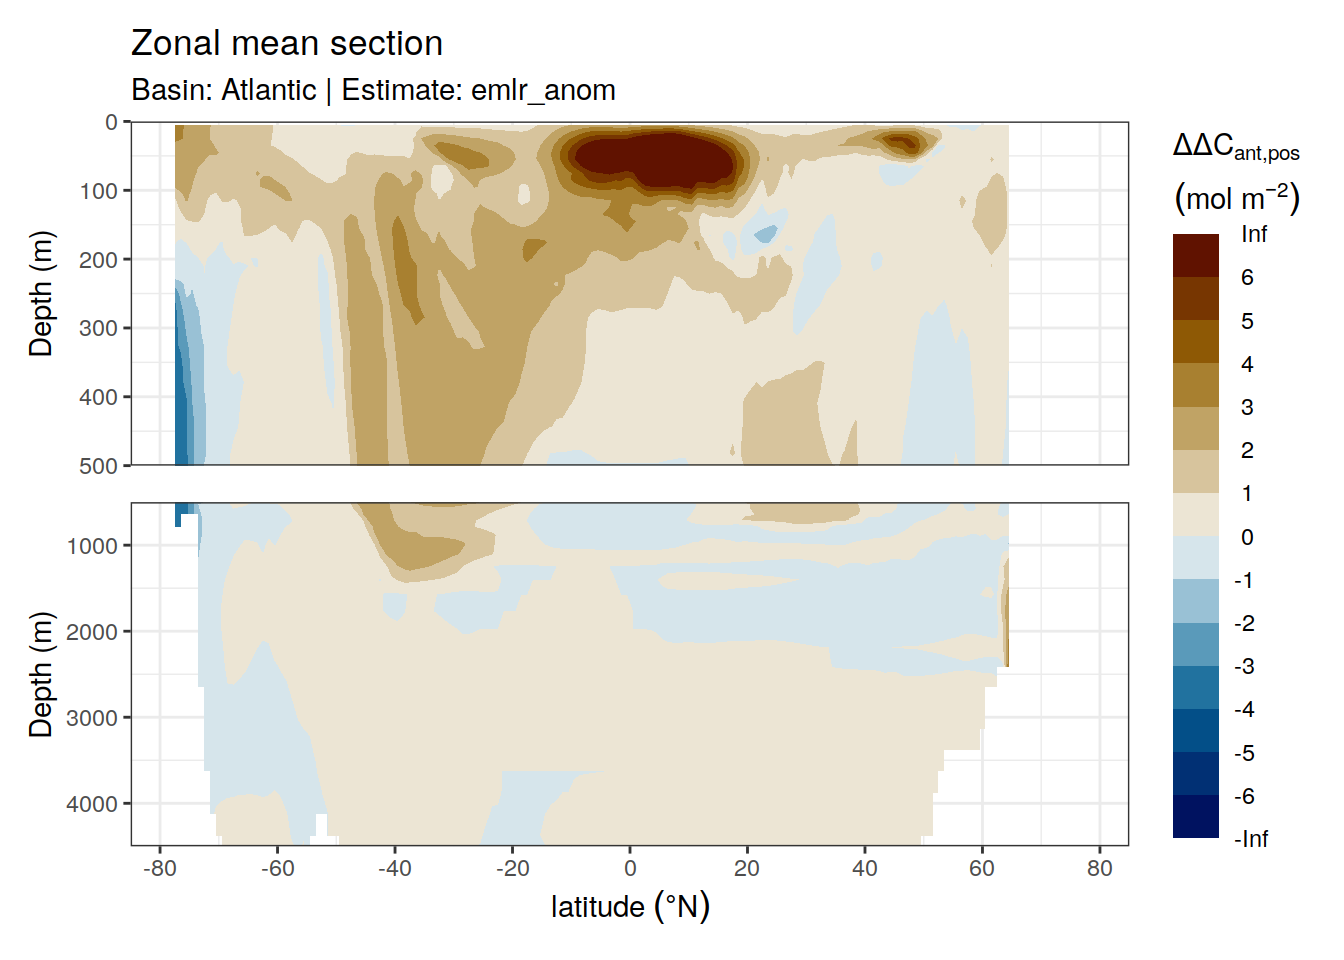 Zonal mean section
Basin: Atlantic | Estimate: emlr_anom
Depth (m)
0
100
200
300
400
500
Depth (m)
1000
2000
3000
4000
-80 -60 -40 -20 0 20 40 60 80
latitude (°N)
ΔΔCant,pos
(mol m−2)
Inf
6
5
4
3
2
1
0
-1
-2
-3
-4
-5
-6
-Inf